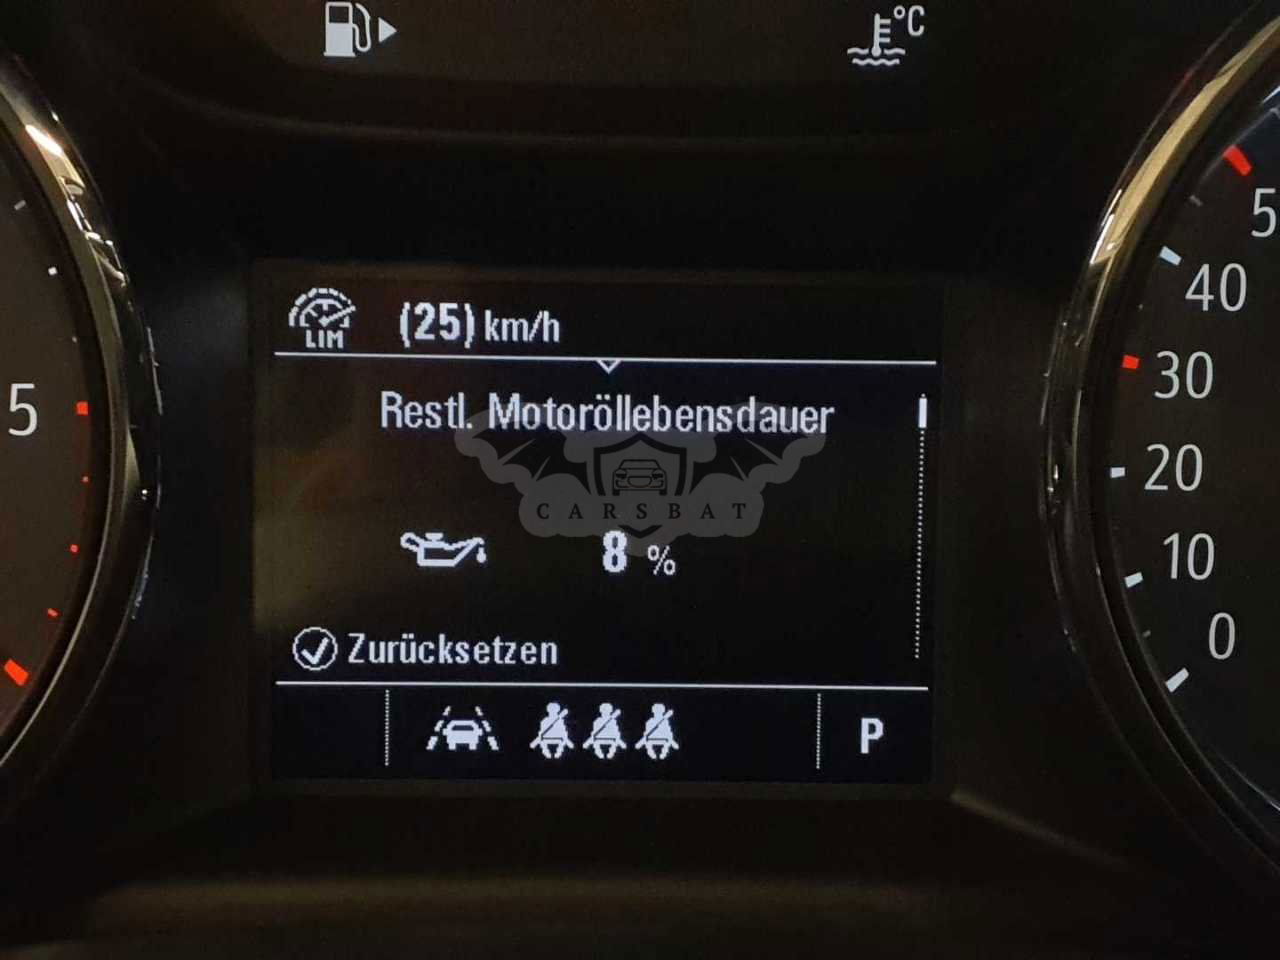 °C
LIM (25) km/h
Restl. Motoröllebensdauer
CARSBAT
8 %
Zurücksetzen
P
5
5
40
30
20
10
0